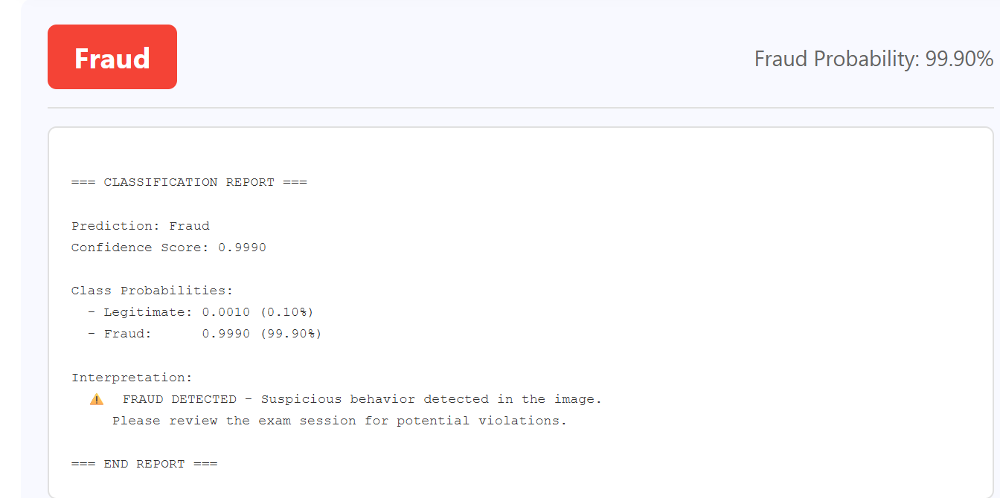 Fraud
Fraud Probability: 99.90%
=== CLASSIFICATION REPORT ===
Prediction: Fraud
Confidence Score: 0.9990
Class Probabilities:
- Legitimate: 0.0010 (0.10%)
- Fraud: 0.9990 (99.90%)
Interpretation:
⚠ FRAUD DETECTED - Suspicious behavior detected in the image.
Please review the exam session for potential violations.
=== END REPORT ===